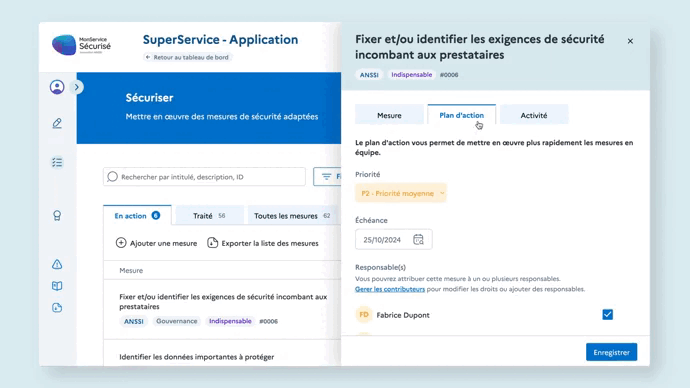 MonService
Sécurisé
SuperService - Application
Retour au tableau de bord
Sécuriser
Mettre en œuvre des mesures de sécurité adaptées
Rechercher par intitulé, description, ID
En action 6
Traité 56
Toutes les mesures 62
Ajouter une mesure
Exporter la liste des mesures
Mesure
Fixer et/ou identifier les exigences de sécurité incombant aux
prestataires
ANSSI Gouvernance Indispensable #0006
Identifier les données importantes à protéger
Fixer et/ou identifier les exigences de sécurité
incombant aux prestataires
ANSSI Indispensable #0006
Mesure
Plan d'action
Activité
Le plan d'action vous permet de mettre en œuvre plus rapidement les mesures en
équipe.
Priorité
P2 - Priorité moyenne
Échéance
25/10/2024
Responsable(s)
Vous pouvez attribuer cette mesure à un ou plusieurs responsables.
Gérer les contributeurs pour modifier les droits ou ajouter des responsables.
FD Fabrice Dupont
Enregistrer